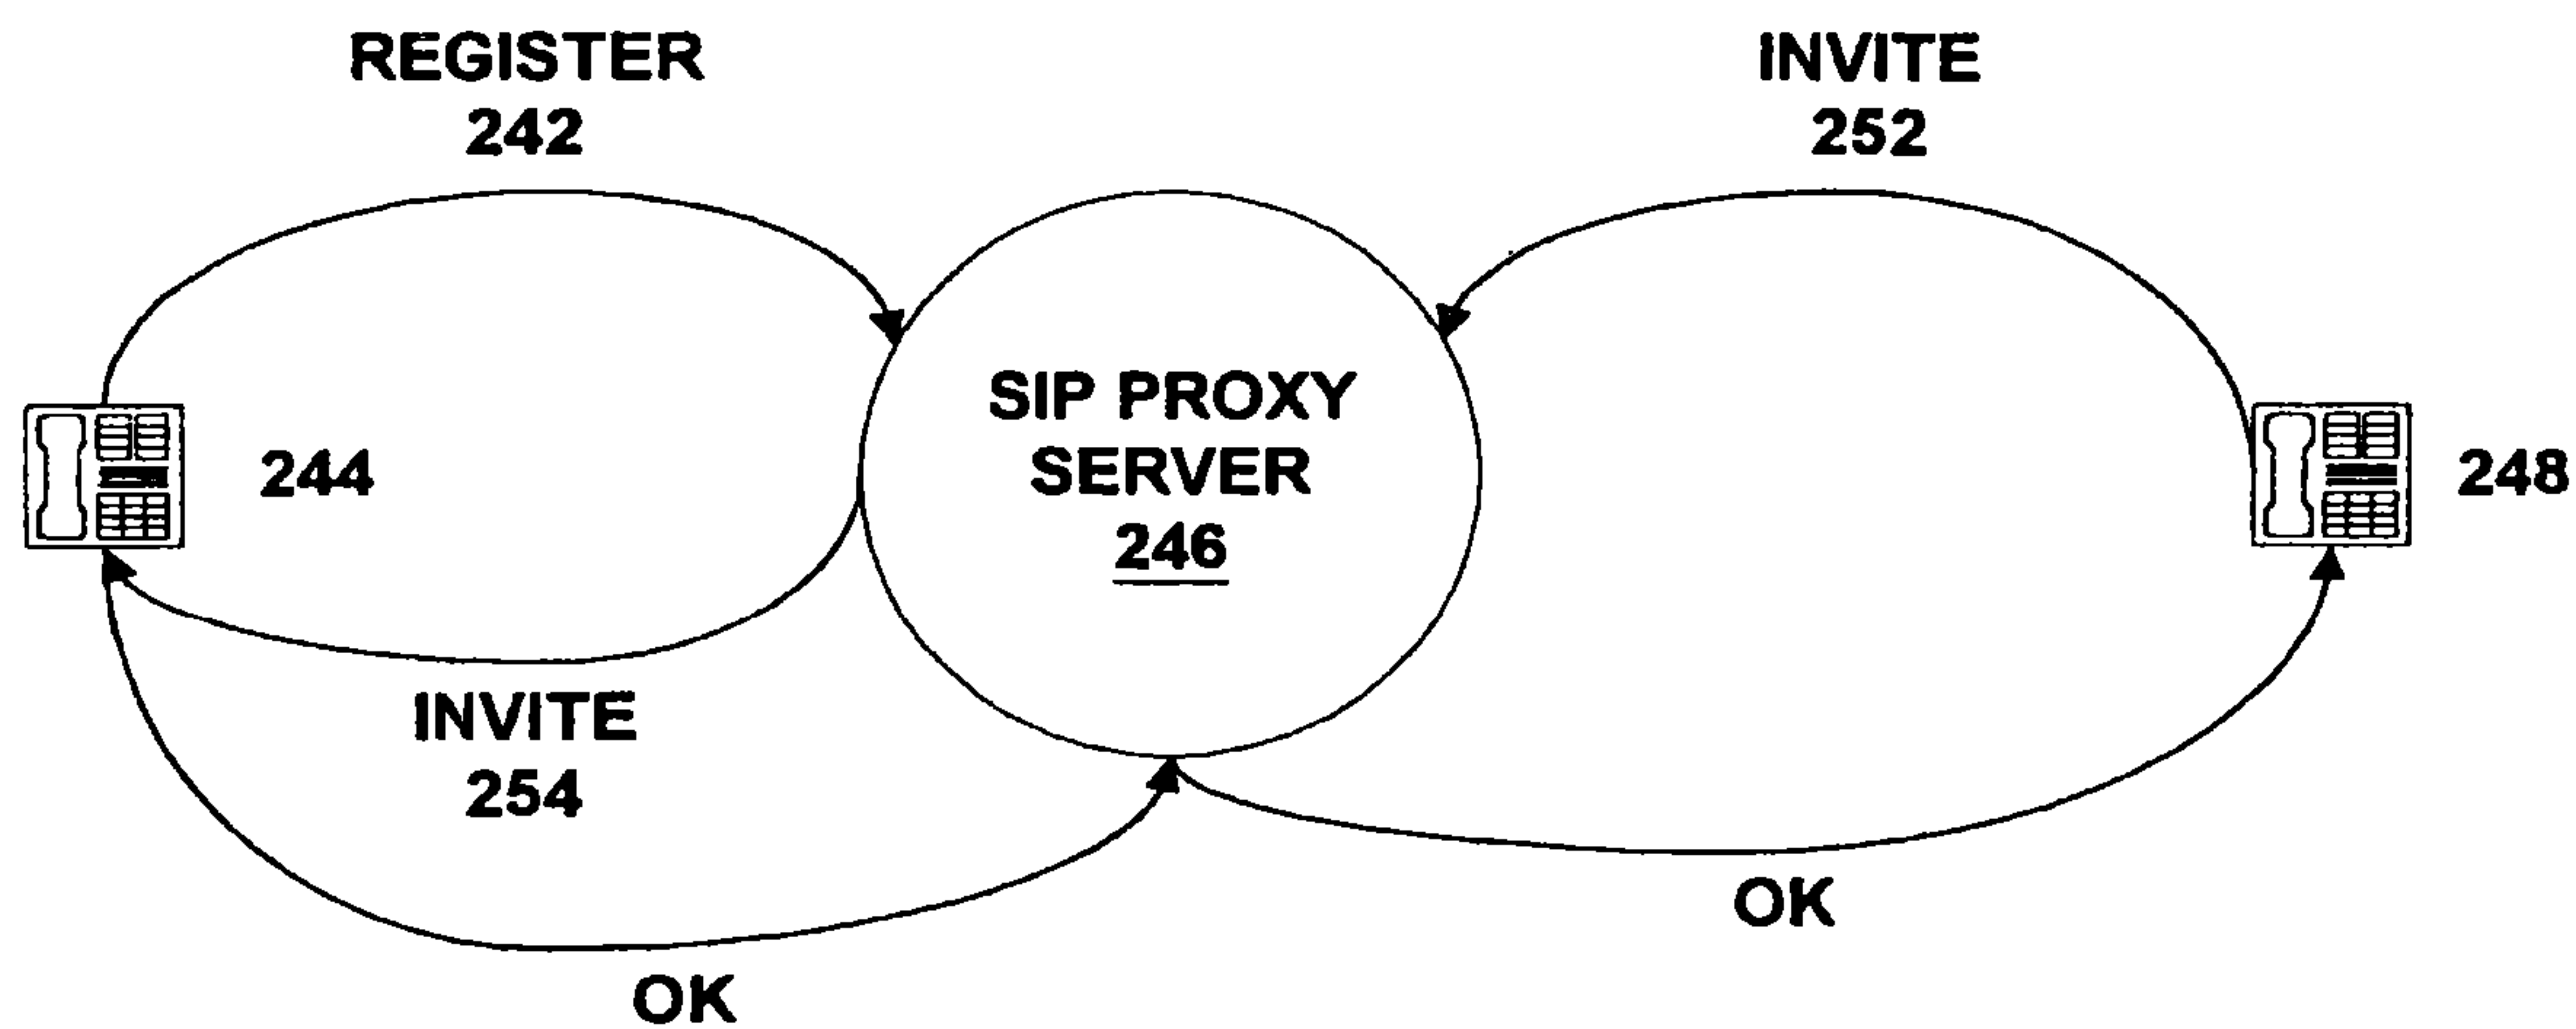 REGISTER
242
INVITE
252
SIP PROXY
SERVER
246
244
248
INVITE
254
OK
OK